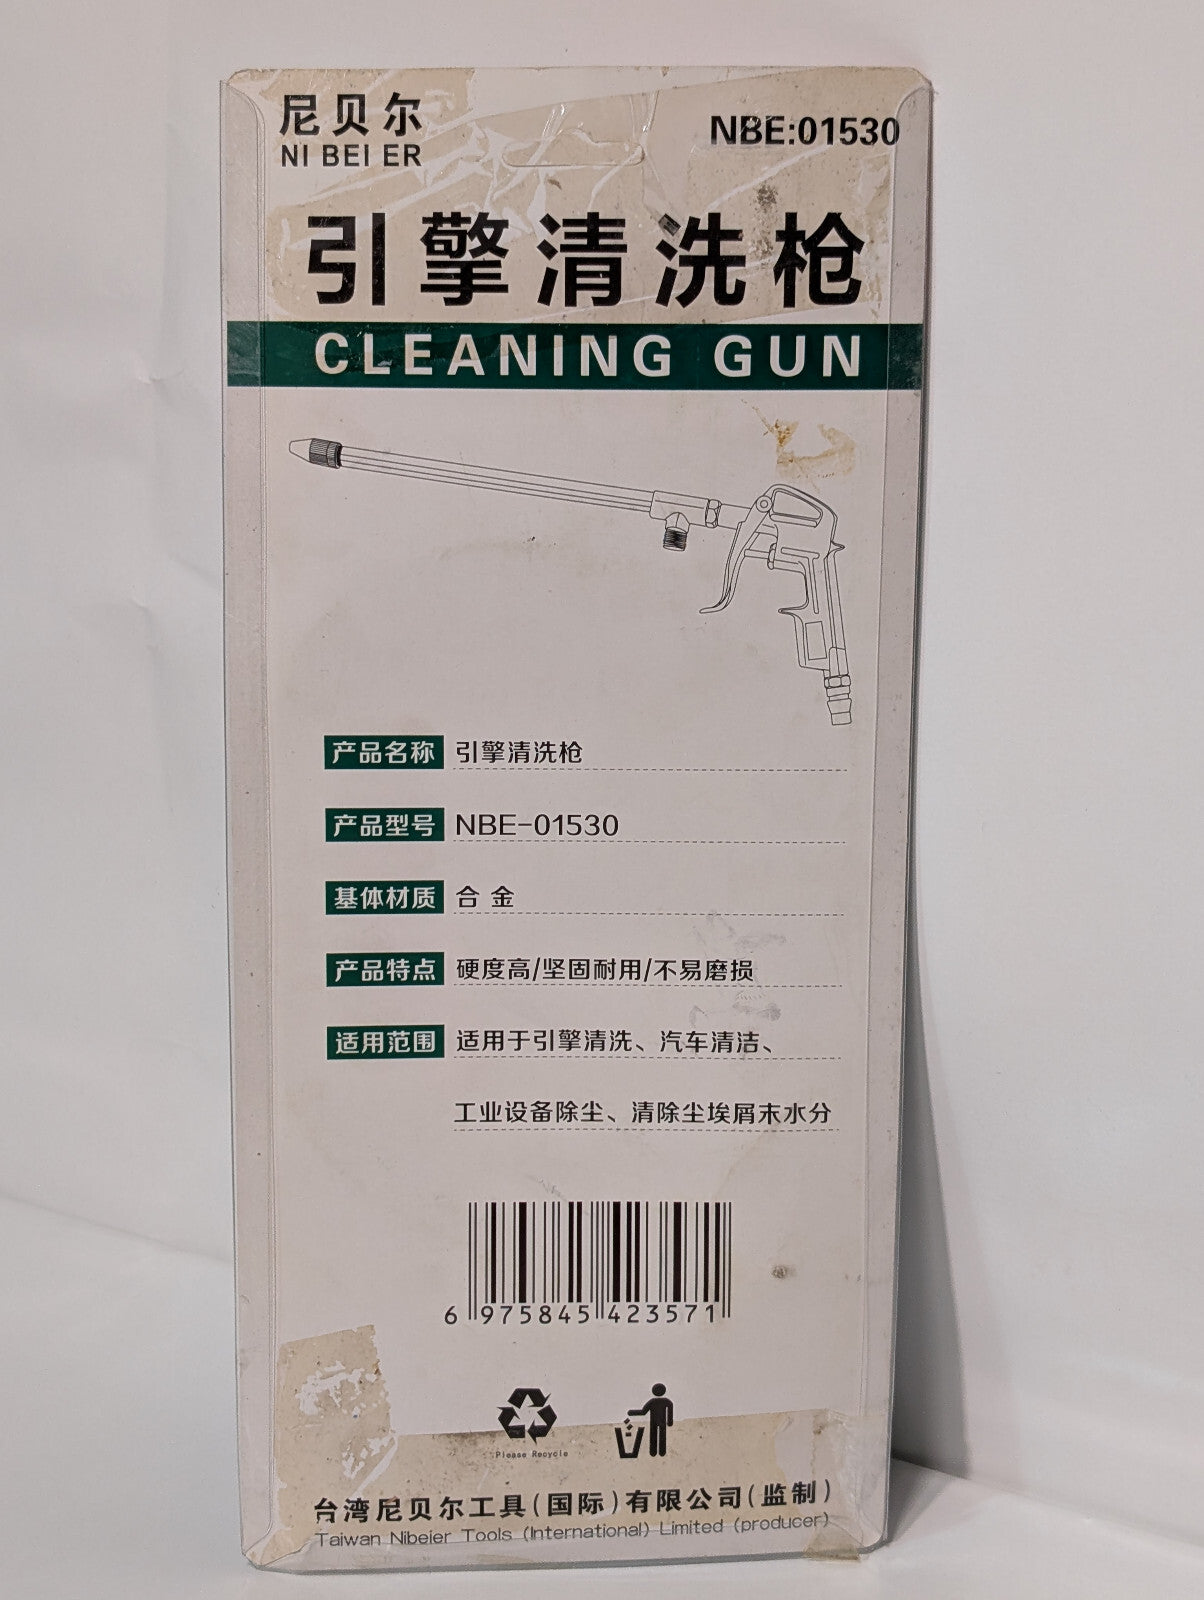 尼贝尔
NI BEI ER
NBE:01530
引擎清洗枪
CLEANING GUN
产品名称 引擎清洗枪
产品型号 NBE-01530
基体材质 合金
产品特点 硬度高/坚固耐用/不易磨损
适用范围 适用于引擎清洗、汽车清洁、
工业设备除尘、清除尘埃屑末水分
6 975845 423571
Please Recycle
台湾尼贝尔工具(国际)有限公司(监制)
Taiwan Nibeier Tools (International) Limited (producer)